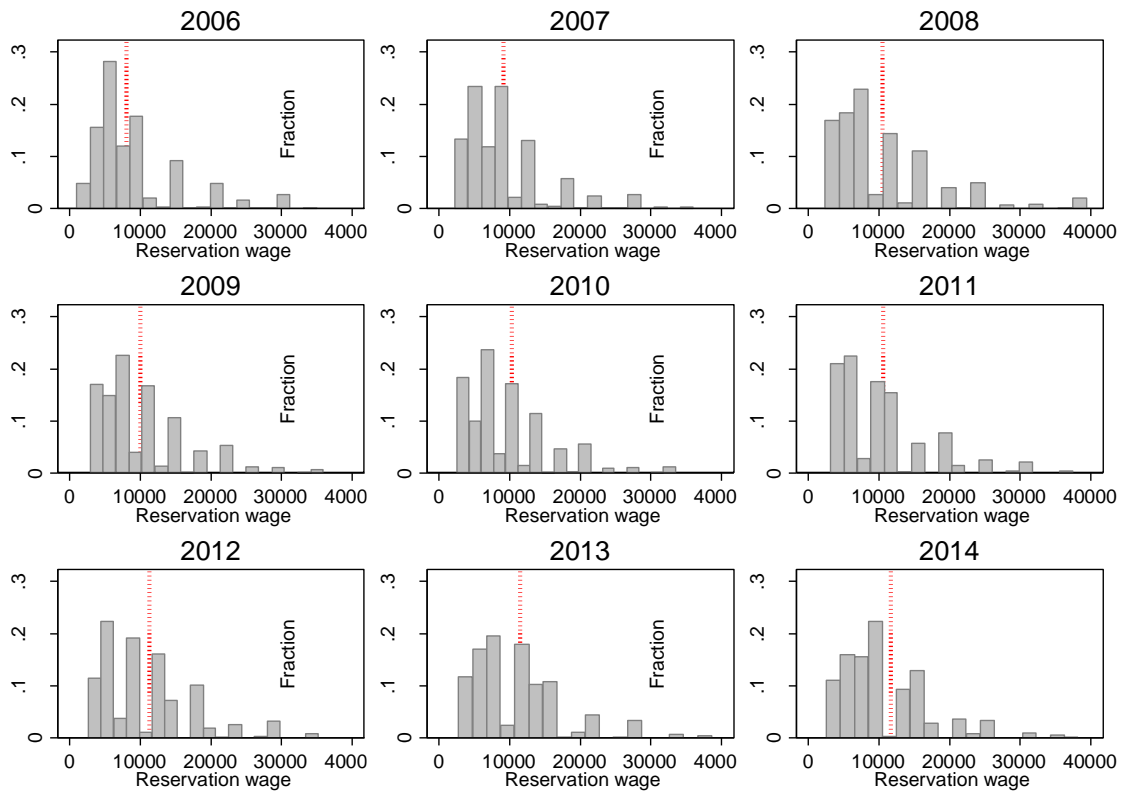 2006 2007 2008
.3 .3 .3
.2 .2 .2
Fraction Fraction
.1 .1 .1
0 0 0
0 10000 20000 30000 4000 0 10000 20000 30000 4000 0 10000 20000 30000 40000
Reservation wage Reservation wage Reservation wage
2009 2010 2011
.3 .3 .3
.2 .2 .2
Fraction Fraction
.1 .1 .1
0 0 0
0 10000 20000 30000 4000 0 10000 20000 30000 4000 0 10000 20000 30000 40000
Reservation wage Reservation wage Reservation wage
2012 2013 2014
.3 .3 .3
.2 .2 .2
Fraction Fraction
.1 .1 .1
0 0 0
0 10000 20000 30000 4000 0 10000 20000 30000 4000 0 10000 20000 30000 40000
Reservation wage Reservation wage Reservation wage